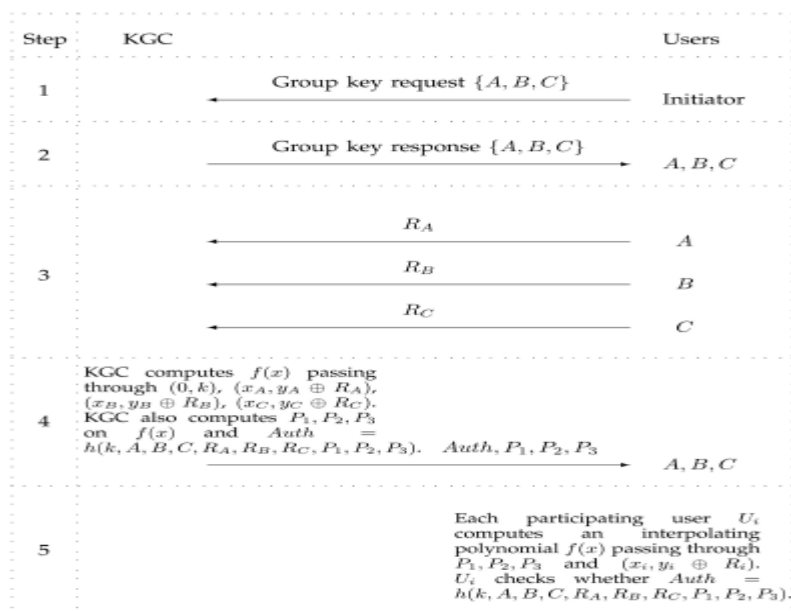 Step KGC Users
1 Group key request {A, B, C} Initiator
2 Group key response {A, B, C} A, B, C
R_A A
3 R_B B
R_C C
KGC computes f(x) passing
through (0, k), (x_A, y_A ⊕ R_A),
(x_B, y_B ⊕ R_B), (x_C, y_C ⊕ R_C).
4 KGC also computes P_1, P_2, P_3
on f(x) and Auth =
h(k, A, B, C, R_A, R_B, R_C, P_1, P_2, P_3). Auth, P_1, P_2, P_3
A, B, C
Each participating user U_i
computes an interpolating
5 polynomial f(x) passing through
P_1, P_2, P_3 and (x_i, y_i ⊕ R_i).
U_i checks whether Auth =
h(k, A, B, C, R_A, R_B, R_C, P_1, P_2, P_3).